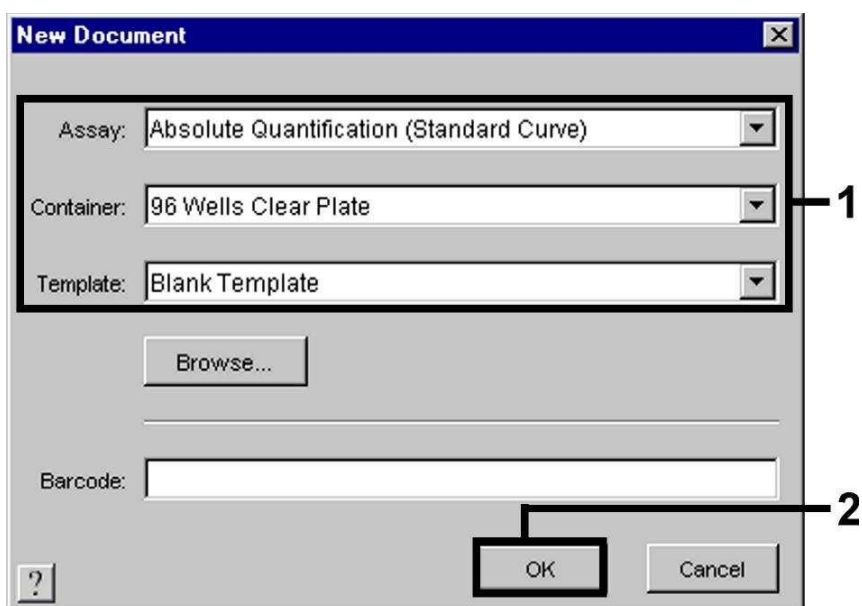 New Document
Assay: Absolute Quantification (Standard Curve)
Container: 96 Wells Clear Plate
1
Template: Blank Template
Browse...
Barcode:
2
? OK Cancel